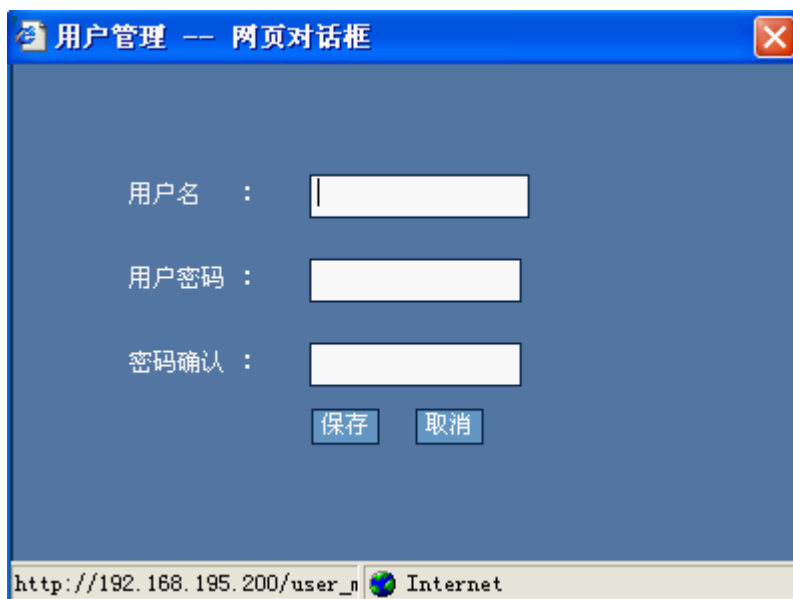 用户管理 -- 网页对话框
用户名 :
用户密码 :
密码确认 :
保存 取消
http://192.168.195.200/user_ Internet